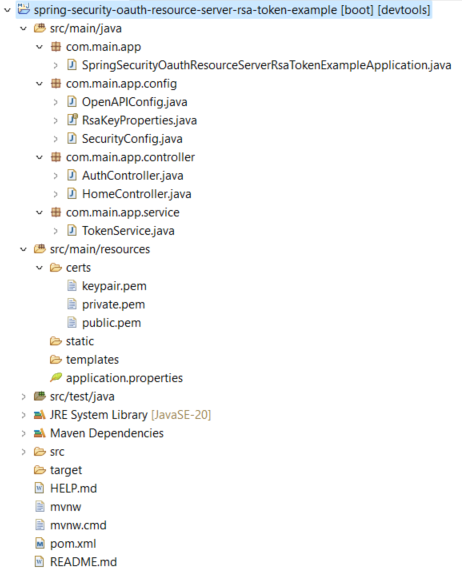 spring-security-oauth-resource-server-rsa-token-example [boot] [devtools]
src/main/java
com.main.app
SpringSecurityOauthResourceServerRsaTokenExampleApplication.java
com.main.app.config
OpenAPIConfig.java
RsaKeyProperties.java
SecurityConfig.java
com.main.app.controller
AuthController.java
HomeController.java
com.main.app.service
TokenService.java
src/main/resources
certs
keypair.pem
private.pem
public.pem
static
templates
application.properties
src/test/java
JRE System Library [JavaSE-20]
Maven Dependencies
src
target
HELP.md
mvnw
mvnw.cmd
pom.xml
README.md